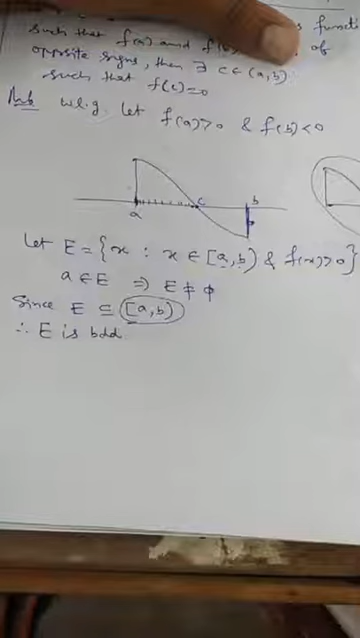 such that f(a) and f(b) of
opposite signs, then ∃ c ∈ (a, b)
such that f(c) = 0
w.l.g. let f(a) > 0 & f(b) < 0
a c b
Let E = {x : x ∈ [a, b) & f(x) > 0}
a ∈ E ⇒ E ≠ φ
Since E ⊆ [a, b)
∴ E is bdd